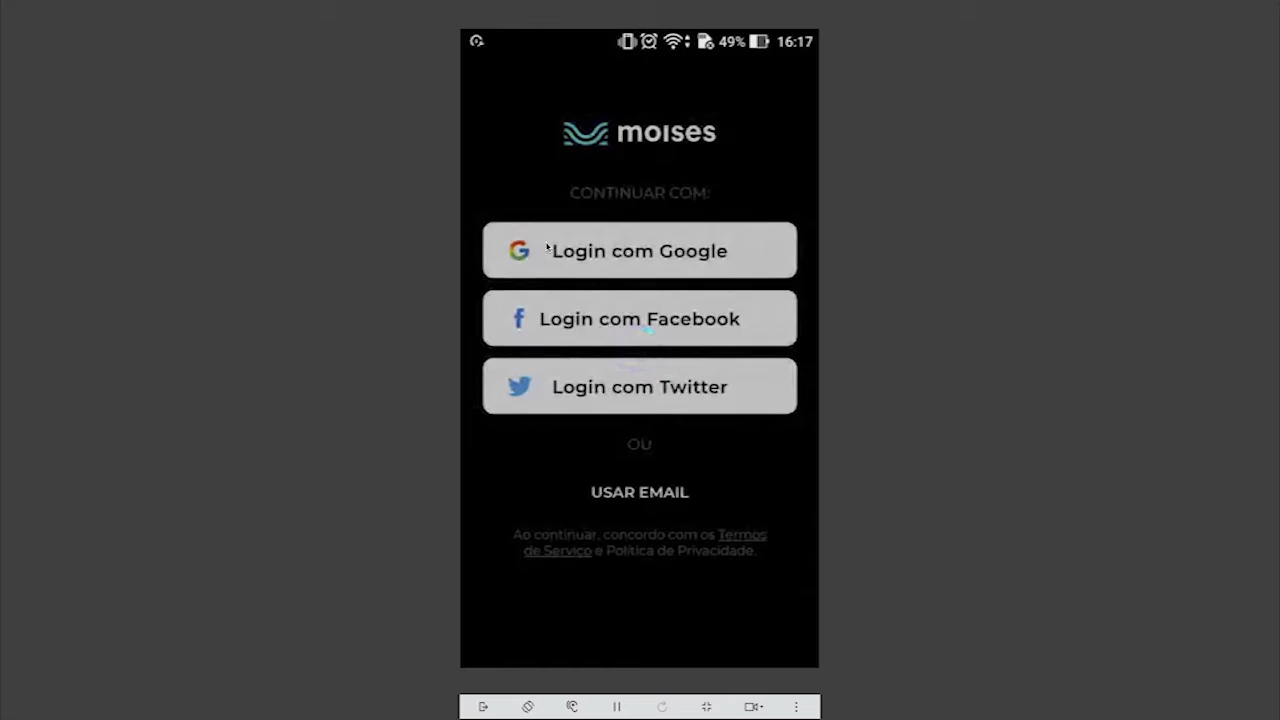 49% 16:17
moises
CONTINUAR COM:
Login com Google
Login com Facebook
Login com Twitter
OU
USAR EMAIL
Ao continuar, concordo com os Termos
de Serviço e Política de Privacidade.